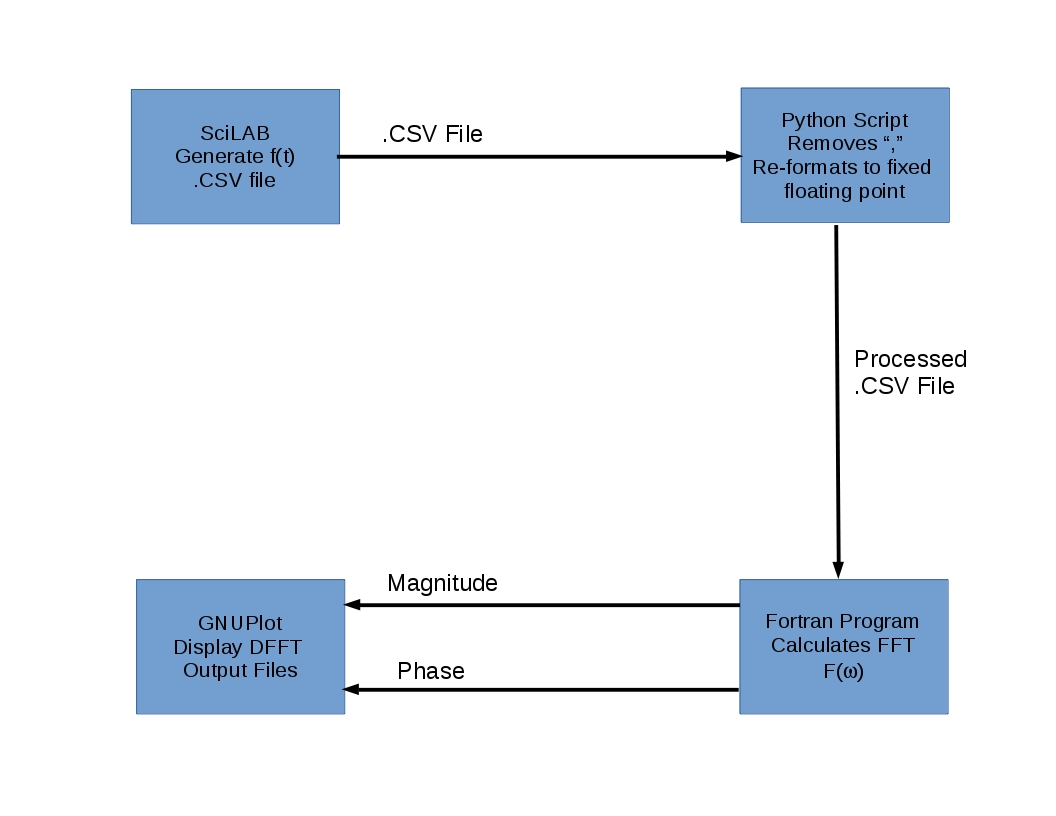 SciLAB
Generate f(t)
.CSV file
.CSV File
Python Script
Removes “,”
Re-formats to fixed
floating point
Processed
.CSV File
Fortran Program
Calculates FFT
F(ω)
Magnitude
Phase
GNUPlot
Display DFFT
Output Files